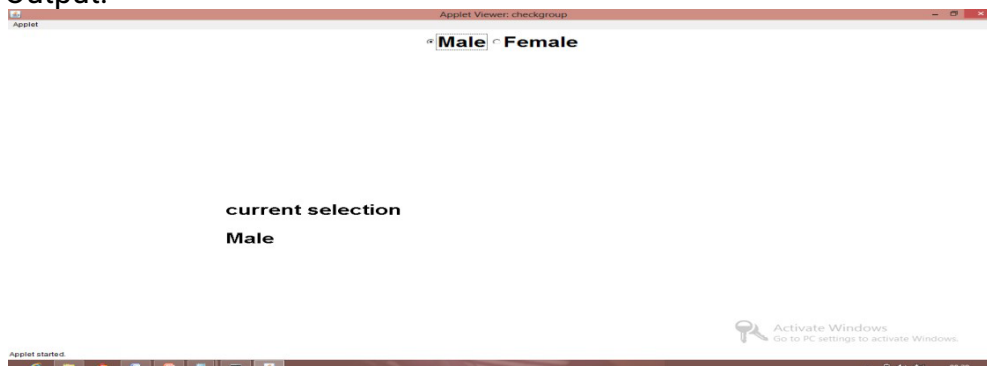 Output:
Applet Viewer: checkgroup
Applet
Male Female
current selection
Male
Activate Windows
Go to PC settings to activate Windows.
Applet started.